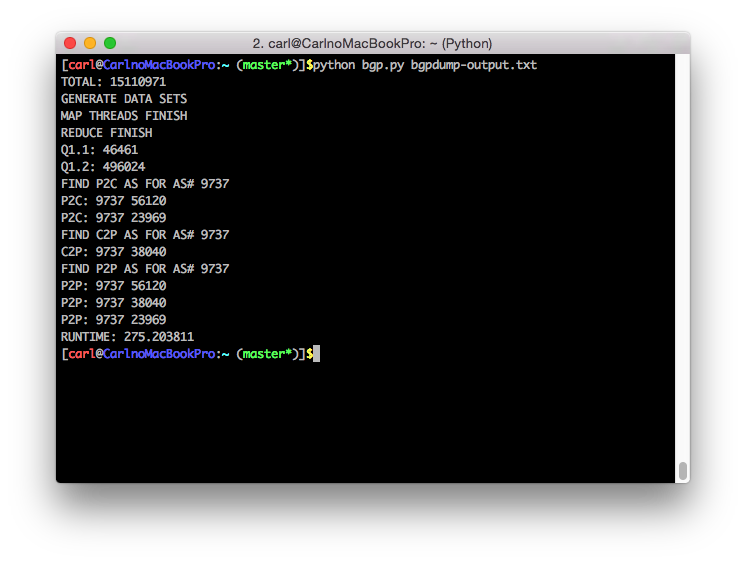 2. carl@CarlnoMacBookPro: ~ (Python)
[carl@CarlnoMacBookPro:~ (master*)]$python bgp.py bgpdump-output.txt
TOTAL: 15110971
GENERATE DATA SETS
MAP THREADS FINISH
REDUCE FINISH
Q1.1: 46461
Q1.2: 496024
FIND P2C AS FOR AS# 9737
P2C: 9737 56120
P2C: 9737 23969
FIND C2P AS FOR AS# 9737
C2P: 9737 38040
FIND P2P AS FOR AS# 9737
P2P: 9737 56120
P2P: 9737 38040
P2P: 9737 23969
RUNTIME: 275.203811
[carl@CarlnoMacBookPro:~ (master*)]$